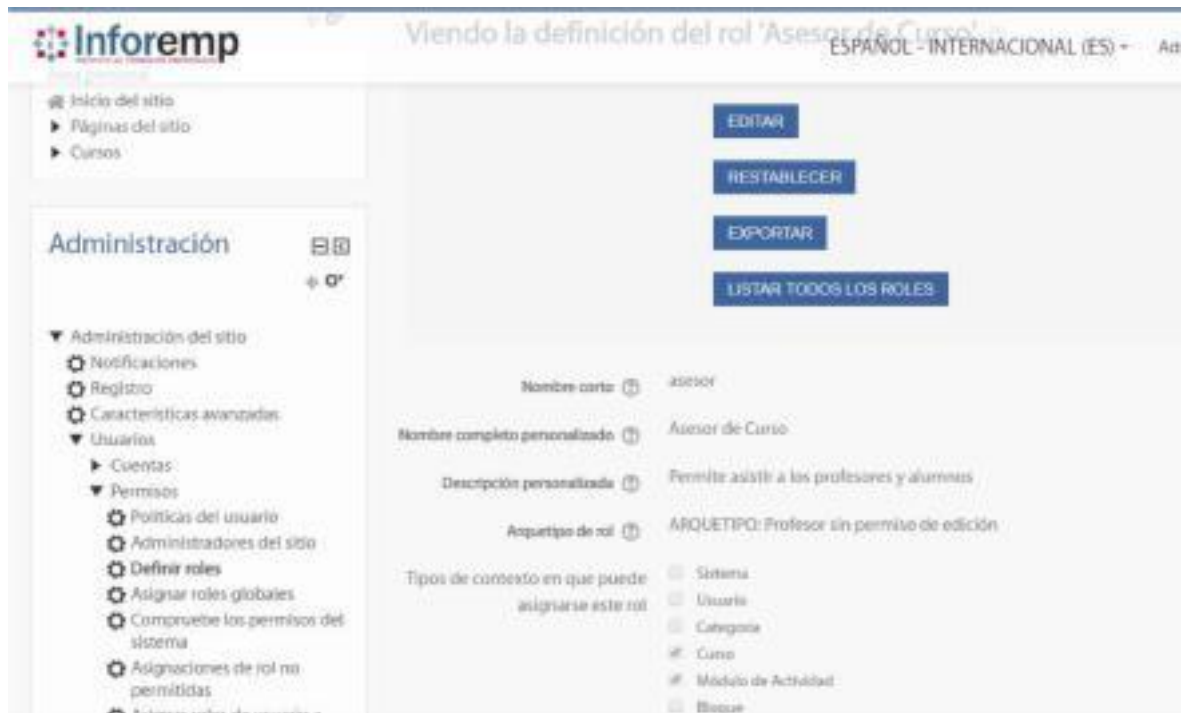 Inforemp
Viendo la definición del rol 'Asesor de Curso'
ESPAÑOL - INTERNACIONAL (ES)
Ad
Inicio del sitio
Páginas del sitio
Cursos
EDITAR
RESTABLECER
EXPORTAR
LISTAR TODOS LOS ROLES
Administración
Administración del sitio
Notificaciones
Registro
Características avanzadas
Usuarios
Cuentas
Permisos
Políticas del usuario
Administradores del sitio
Definir roles
Asignar roles globales
Compruebe los permisos del
sistema
Asignaciones de rol no
permitidas
Nombre corto
asesor
Nombre completo personalizado
Asesor de Curso
Descripción personalizada
Permite asistir a los profesores y alumnos
Arquetipo de rol
ARQUETIPO: Profesor sin permiso de edición
Tipos de contexto en que puede
asignarse este rol
Sistema
Usuario
Categoría
Curso
Módulo de Actividad
Bloque